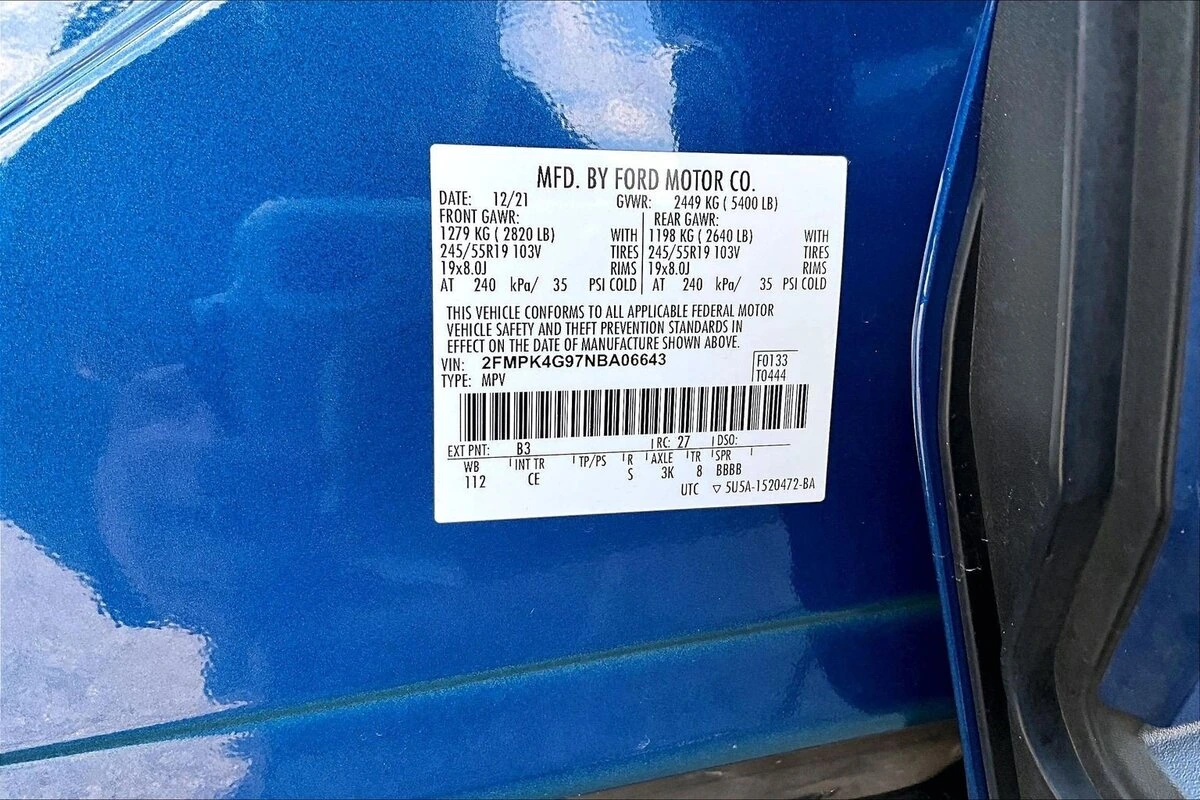 MFD. BY FORD MOTOR CO.
DATE: 12/21 GVWR: 2449 KG ( 5400 LB)
FRONT GAWR: REAR GAWR:
1279 KG ( 2820 LB) WITH 1198 KG ( 2640 LB) WITH
245/55R19 103V TIRES 245/55R19 103V TIRES
19x8.0J RIMS 19x8.0J RIMS
AT 240 kPa/ 35 PSI COLD AT 240 kPa/ 35 PSI COLD
THIS VEHICLE CONFORMS TO ALL APPLICABLE FEDERAL MOTOR
VEHICLE SAFETY AND THEFT PREVENTION STANDARDS IN
EFFECT ON THE DATE OF MANUFACTURE SHOWN ABOVE.
VIN: 2FMPK4G97NBA06643 F0133
TYPE: MPV T0444
EXT PNT: B3 RC: 27 DSO:
WB INT TR TP/PS R AXLE TR SPR
112 CE S 3K 8 BBBB
UTC ▽ 5U5A-1520472-BA